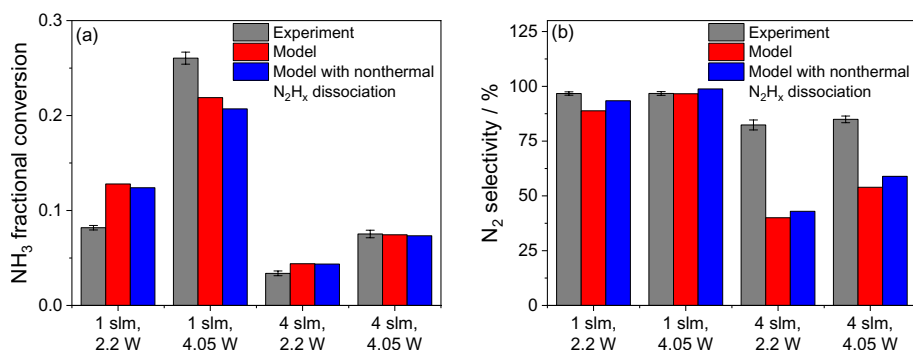 (a)
Experiment
Model
Model with nonthermal
N₂Hₓ dissociation
NH₃ fractional conversion
0.3
0.2
0.1
0.0
1 slm,
2.2 W
1 slm,
4.05 W
4 slm,
2.2 W
4 slm,
4.05 W
(b)
Experiment
Model
Model with nonthermal
N₂Hₓ dissociation
N₂ selectivity / %
125
100
75
50
25
0
1 slm,
2.2 W
1 slm,
4.05 W
4 slm,
2.2 W
4 slm,
4.05 W